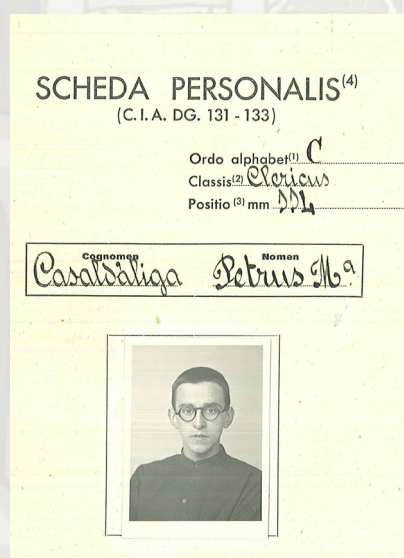 SCHEDA PERSONALIS(4)
(C. I. A. DG. 131 - 133)
Ordo alphabet(1) C
Classis(2) Clericus
Positio (3) mm
Cognomen Nomen
Casaldàliga Petrus Mª